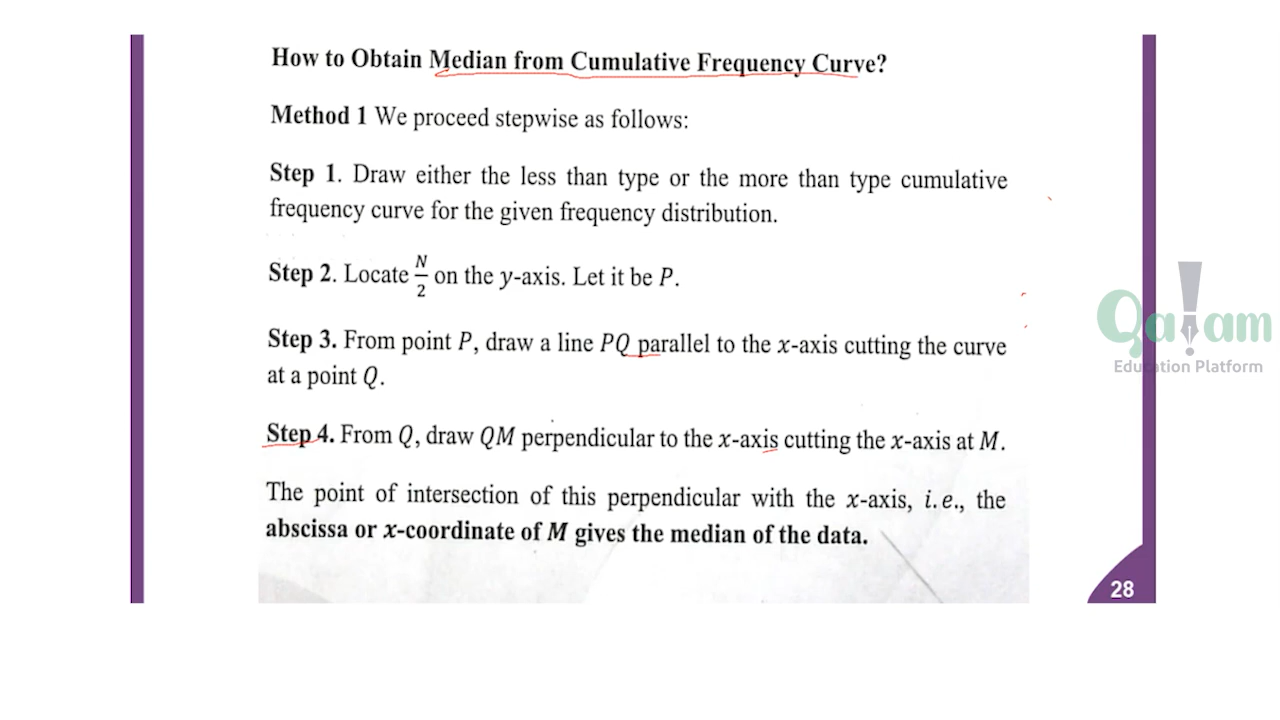 How to Obtain Median from Cumulative Frequency Curve?
Method 1 We proceed stepwise as follows:
Step 1. Draw either the less than type or the more than type cumulative
frequency curve for the given frequency distribution.
Step 2. Locate N/2 on the y-axis. Let it be P.
Step 3. From point P, draw a line PQ parallel to the x-axis cutting the curve
at a point Q.
Step 4. From Q, draw QM perpendicular to the x-axis cutting the x-axis at M.
The point of intersection of this perpendicular with the x-axis, i.e., the
abscissa or x-coordinate of M gives the median of the data.
Qalam
Education Platform
28